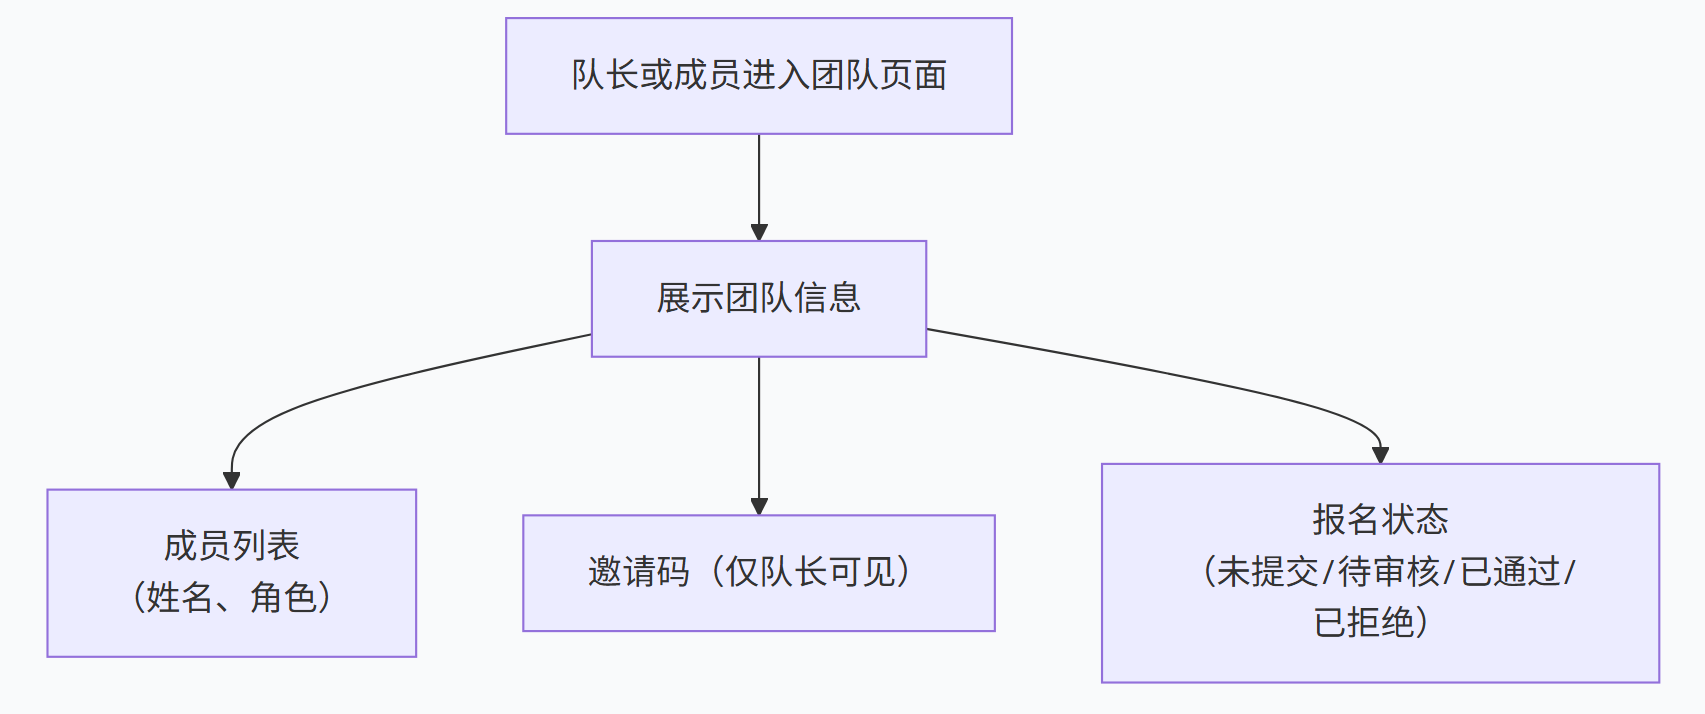 队长或成员进入团队页面
展示团队信息
成员列表
（姓名、角色）
邀请码（仅队长可见）
报名状态
（未提交/待审核/已通过/
已拒绝）